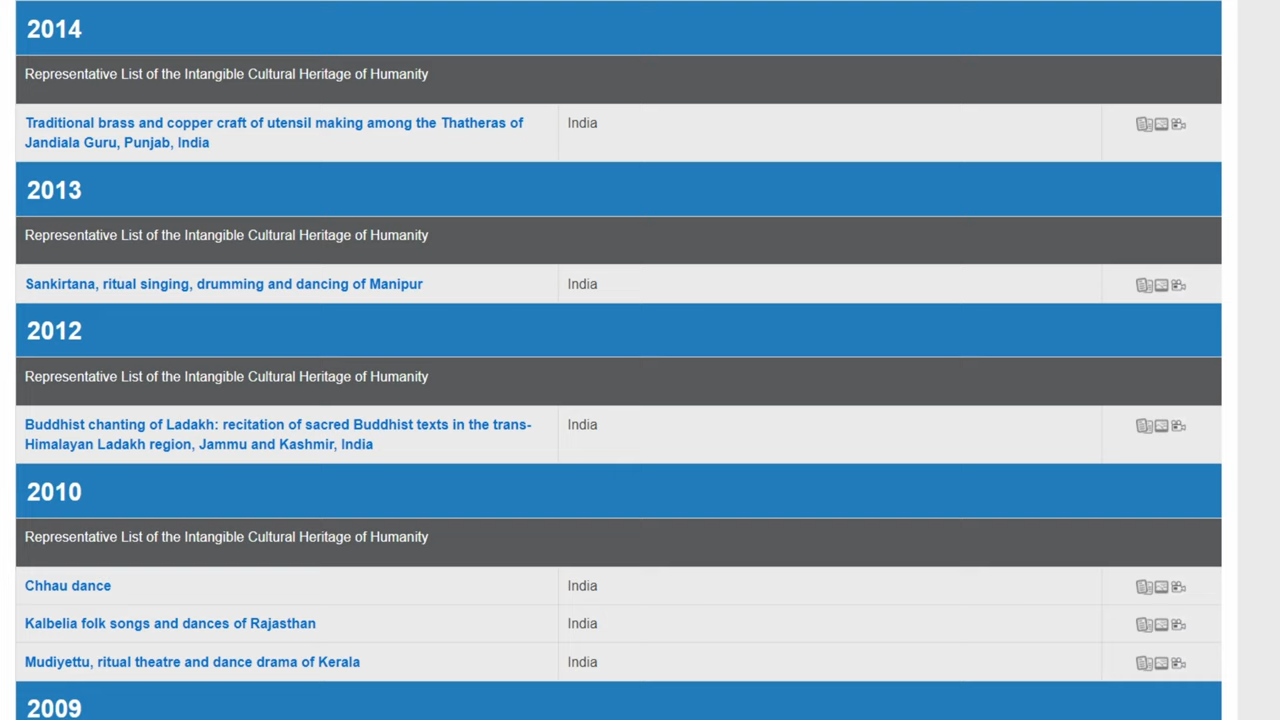 2014
Representative List of the Intangible Cultural Heritage of Humanity
Traditional brass and copper craft of utensil making among the Thatheras of India
Jandiala Guru, Punjab, India
2013
Representative List of the Intangible Cultural Heritage of Humanity
Sankirtana, ritual singing, drumming and dancing of Manipur India
2012
Representative List of the Intangible Cultural Heritage of Humanity
Buddhist chanting of Ladakh: recitation of sacred Buddhist texts in the trans- India
Himalayan Ladakh region, Jammu and Kashmir, India
2010
Representative List of the Intangible Cultural Heritage of Humanity
Chhau dance India
Kalbelia folk songs and dances of Rajasthan India
Mudiyettu, ritual theatre and dance drama of Kerala India
2009